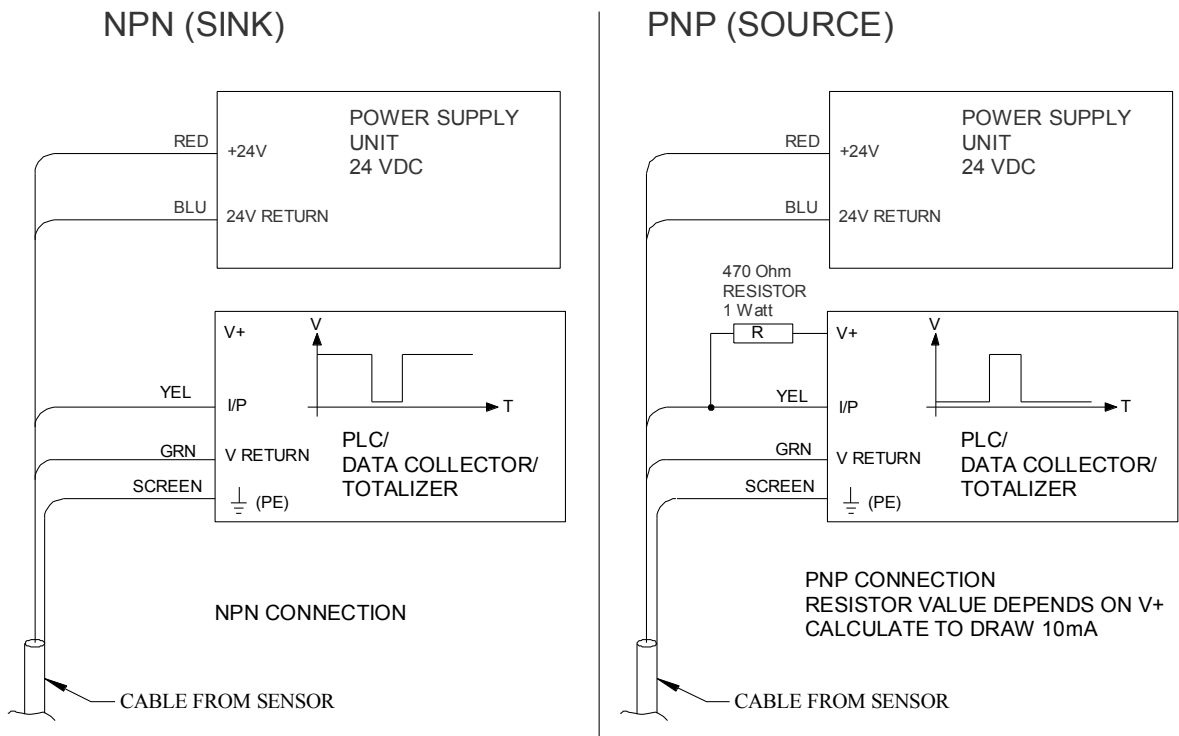 NPN (SINK)
POWER SUPPLY
UNIT
24 VDC
RED
+24V
BLU
24V RETURN
V+
V
YEL
I/P
T
GRN
V RETURN
PLC/
DATA COLLECTOR/
TOTALIZER
SCREEN
(PE)
NPN CONNECTION
CABLE FROM SENSOR
PNP (SOURCE)
POWER SUPPLY
UNIT
24 VDC
RED
+24V
BLU
24V RETURN
470 Ohm
RESISTOR
1 Watt
R
V+
V
YEL
I/P
T
GRN
V RETURN
PLC/
DATA COLLECTOR/
TOTALIZER
SCREEN
(PE)
PNP CONNECTION
RESISTOR VALUE DEPENDS ON V+
CALCULATE TO DRAW 10mA
CABLE FROM SENSOR